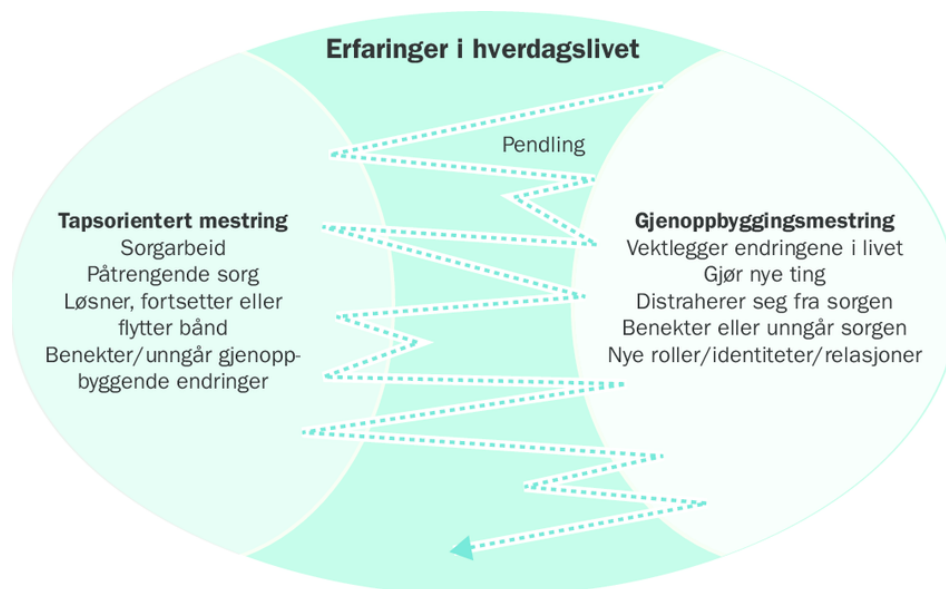 Erfaringer i hverdagslivet
Pendling
Tapsorientert mestring
Sorgarbeid
Påtrengende sorg
Løsner, fortsetter eller
flytter bånd
Benekter/unngår gjenopp-
byggende endringer
Gjenoppbyggingsmestring
Vektlegger endringene i livet
Gjør nye ting
Distraherer seg fra sorgen
Benekter eller unngår sorgen
Nye roller/identiteter/relasjoner